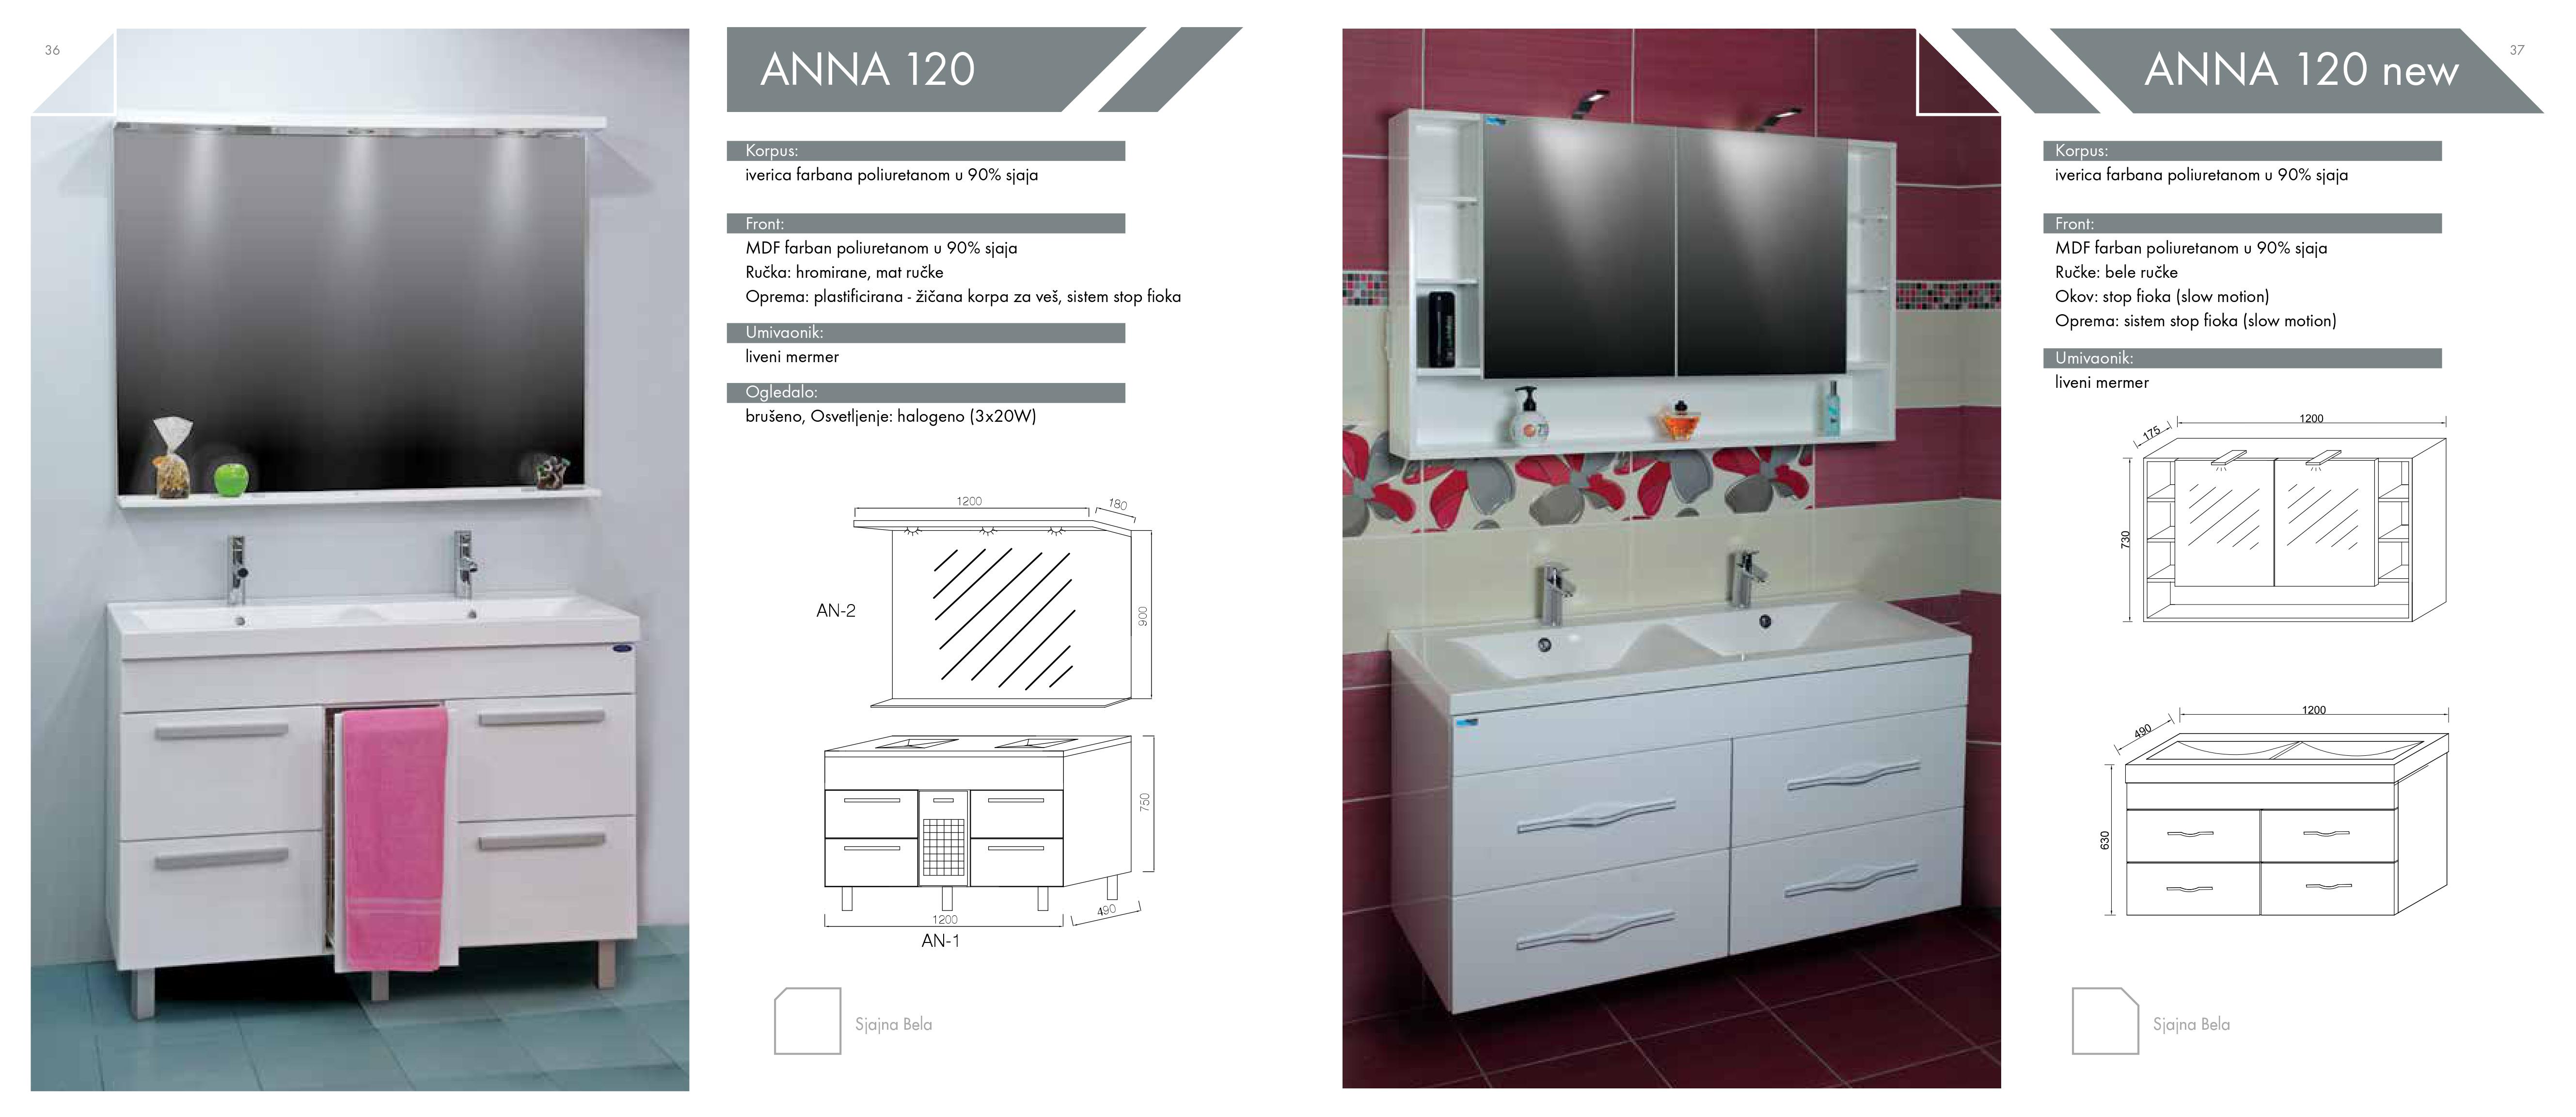 36
ANNA 120
Korpus:
iverica farbana poliuretanom u 90% sjaja
Front:
MDF farban poliuretanom u 90% sjaja
Ručka: hromirane, mat ručke
Oprema: plastificirana - žičana korpa za veš, sistem stop fioka
Umivaonik:
liveni mermer
Ogledalo:
brušeno, Osvetljenje: halogeno (3x20W)
1200
180
AN-2
900
750
1200
490
AN-1
Sjajna Bela
ANNA 120 new
37
Korpus:
iverica farbana poliuretanom u 90% sjaja
Front:
MDF farban poliuretanom u 90% sjaja
Ručke: bele ručke
Okov: stop fioka (slow motion)
Oprema: sistem stop fioka (slow motion)
Umivaonik:
liveni mermer
1200
175
730
1200
490
630
Sjajna Bela